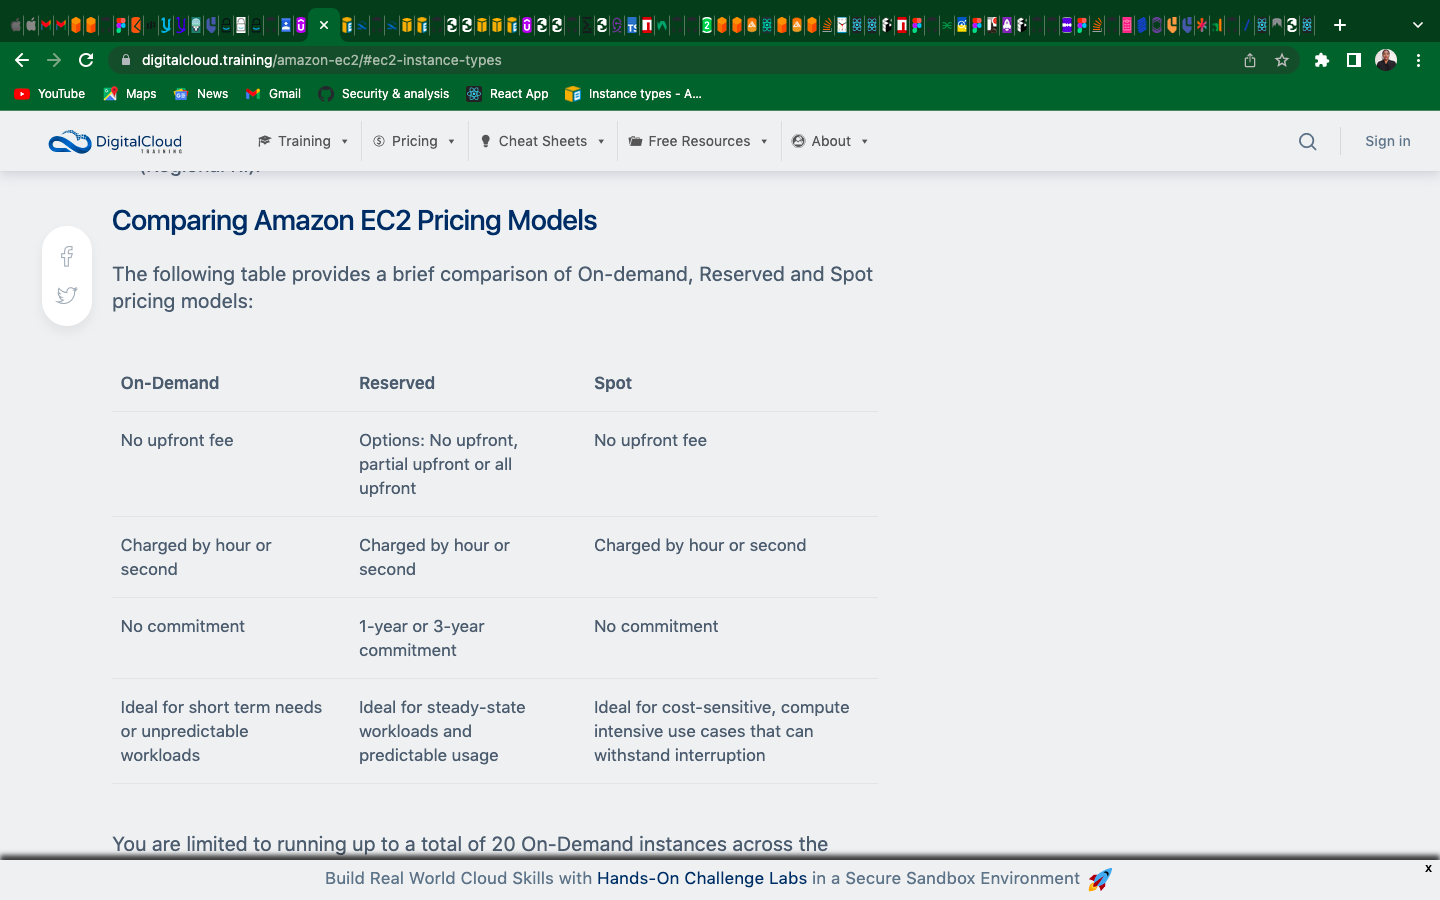 digitalcloud.training/amazon-ec2/#ec2-instance-types
YouTube Maps News Gmail Security & analysis React App Instance types - A...
DigitalCloud
TRAINING
Training Pricing Cheat Sheets Free Resources About Sign in
Comparing Amazon EC2 Pricing Models
The following table provides a brief comparison of On-demand, Reserved and Spot
pricing models:
On-Demand Reserved Spot
No upfront fee
Options: No upfront,
partial upfront or all
upfront
No upfront fee
Charged by hour or
second
Charged by hour or
second
Charged by hour or second
No commitment
1-year or 3-year
commitment
No commitment
Ideal for short term needs
or unpredictable
workloads
Ideal for steady-state
workloads and
predictable usage
Ideal for cost-sensitive, compute
intensive use cases that can
withstand interruption
You are limited to running up to a total of 20 On-Demand instances across the
Build Real World Cloud Skills with Hands-On Challenge Labs in a Secure Sandbox Environment
x